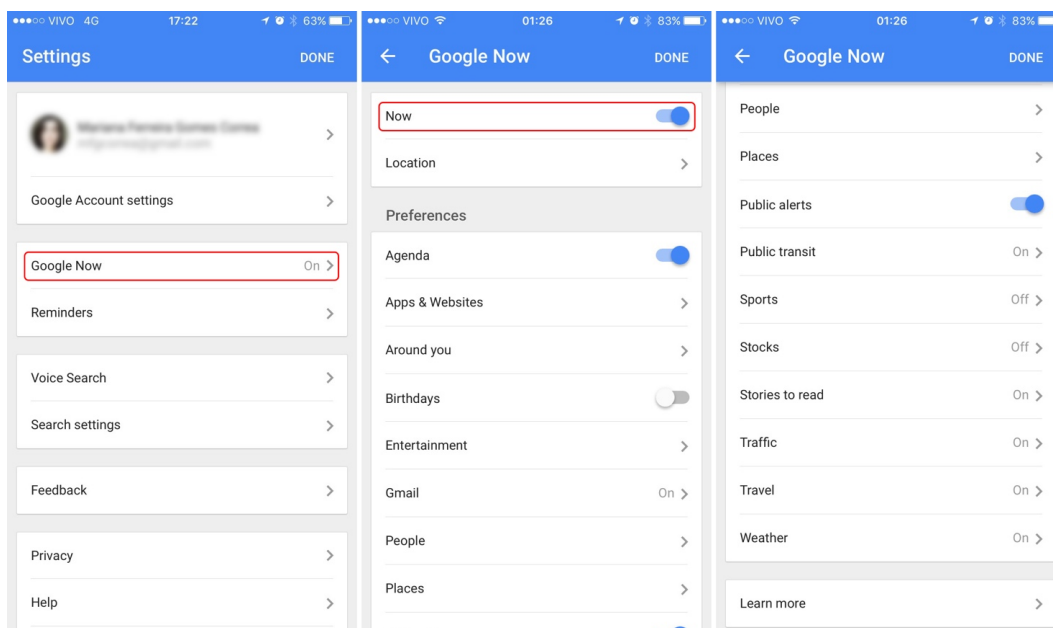 ●●●○○ VIVO 4G 17:22 63%
Settings DONE
Google Account settings
Google Now On
Reminders
Voice Search
Search settings
Feedback
Privacy
Help
●●●○○ VIVO 01:26 83%
Google Now DONE
Now
Location
Preferences
Agenda
Apps & Websites
Around you
Birthdays
Entertainment
Gmail On
People
Places
●●●○○ VIVO 01:26 83%
Google Now DONE
People
Places
Public alerts
Public transit On
Sports Off
Stocks Off
Stories to read On
Traffic On
Travel On
Weather On
Learn more